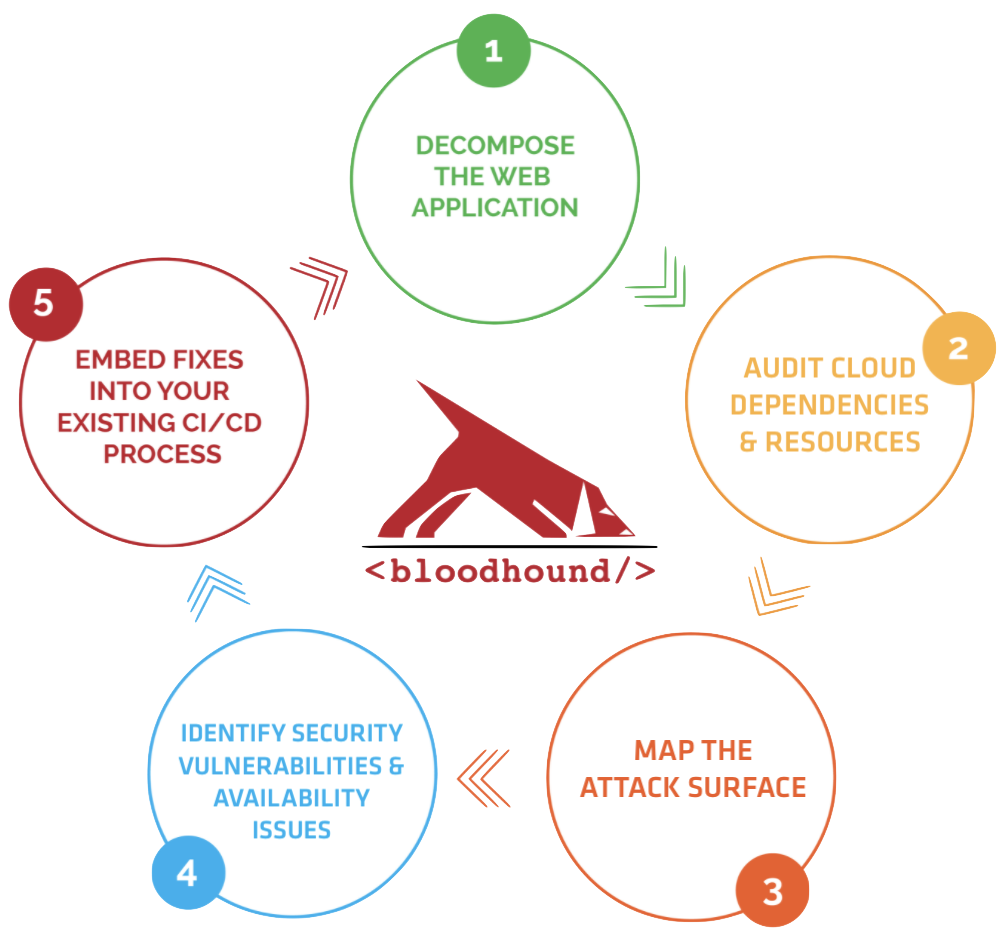 1
DECOMPOSE
THE WEB
APPLICATION
2
AUDIT CLOUD
DEPENDENCIES
& RESOURCES
3
MAP THE
ATTACK SURFACE
4
IDENTIFY SECURITY
VULNERABILITIES &
AVAILABILITY
ISSUES
5
EMBED FIXES
INTO YOUR
EXISTING CI/CD
PROCESS
<bloodhound/>